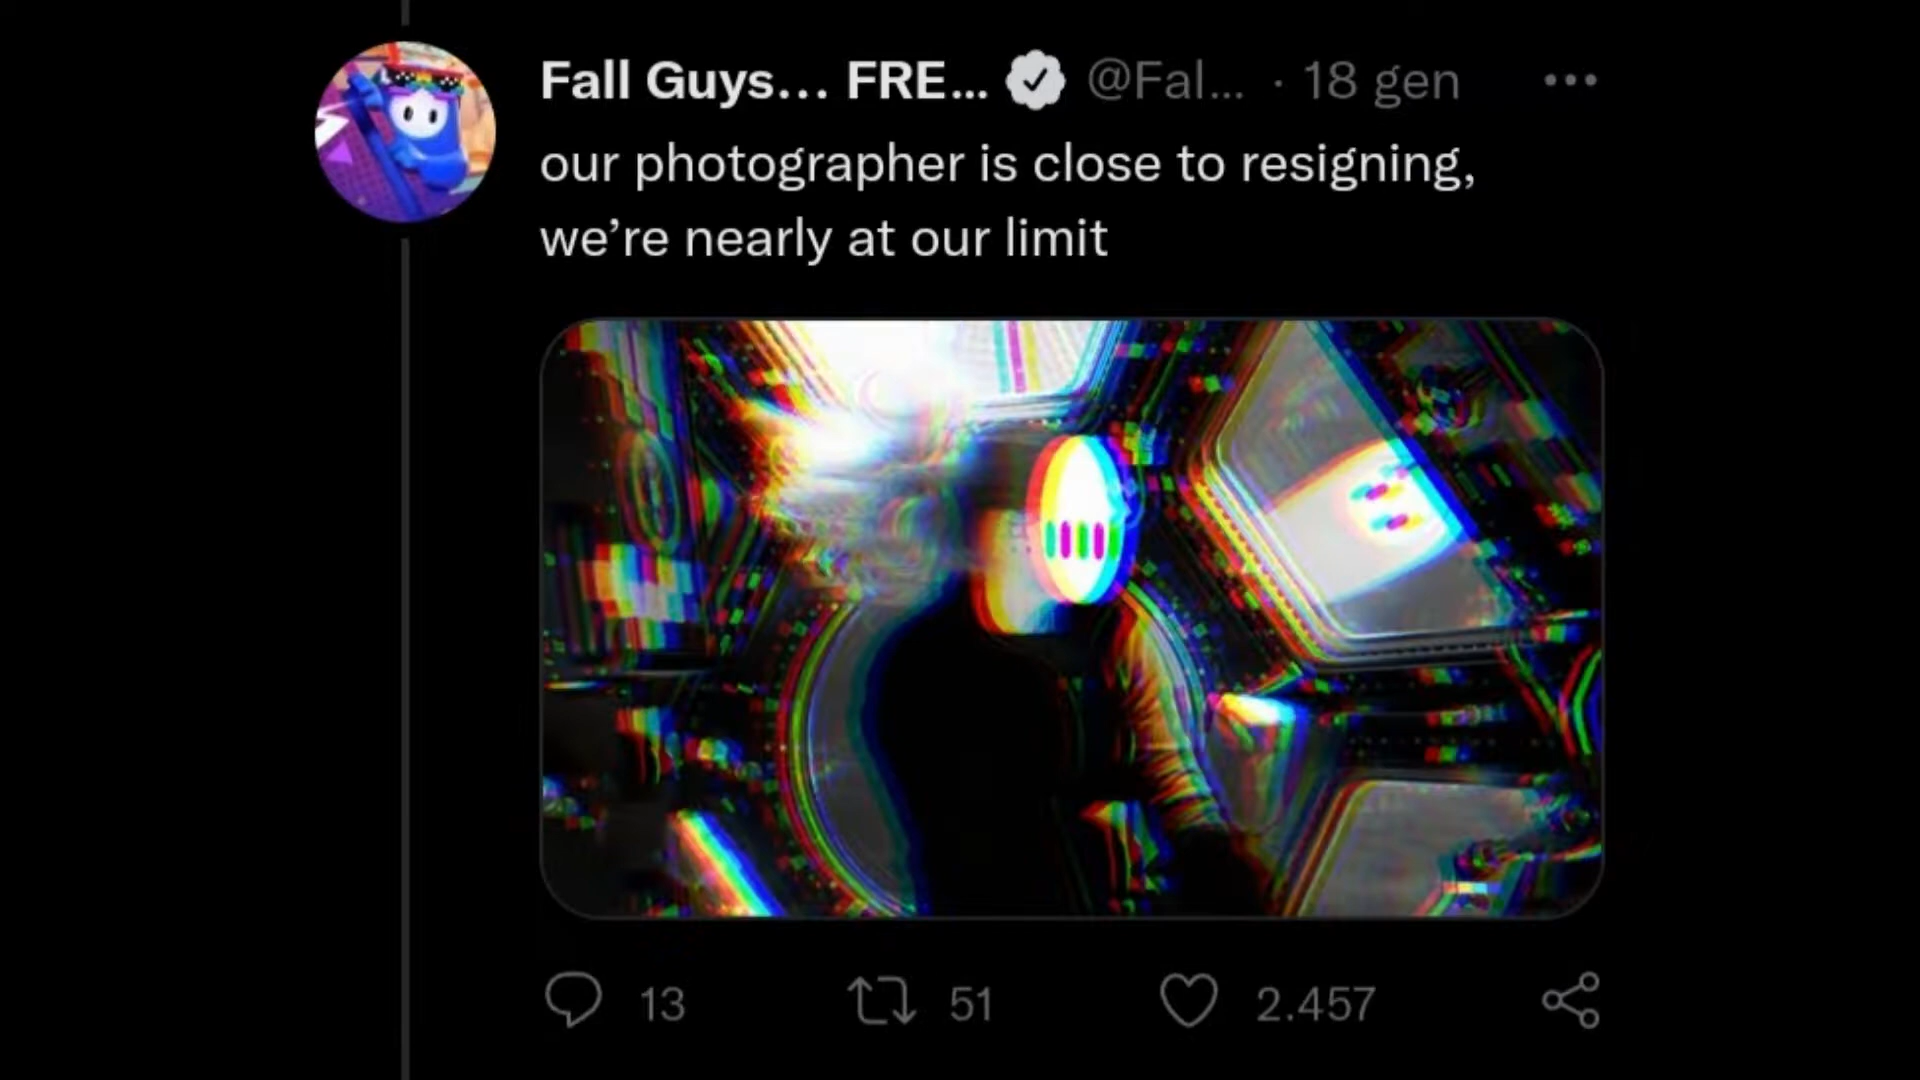 Fall Guys... FRE... @Fal... · 18 gen
our photographer is close to resigning,
we’re nearly at our limit
13 51 2.457